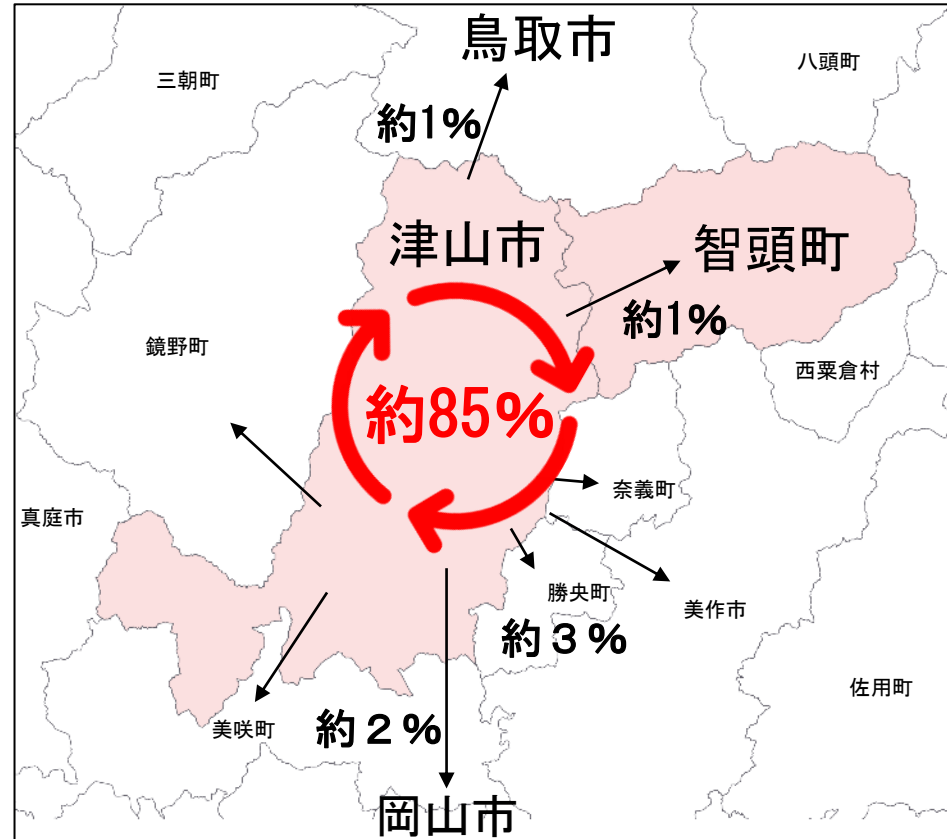 鳥取市
三朝町
八頭町
約1%
津山市
智頭町
約1%
鏡野町
西粟倉村
約85%
奈義町
真庭市
勝央町
美作市
約３%
佐用町
美咲町
約２%
岡山市